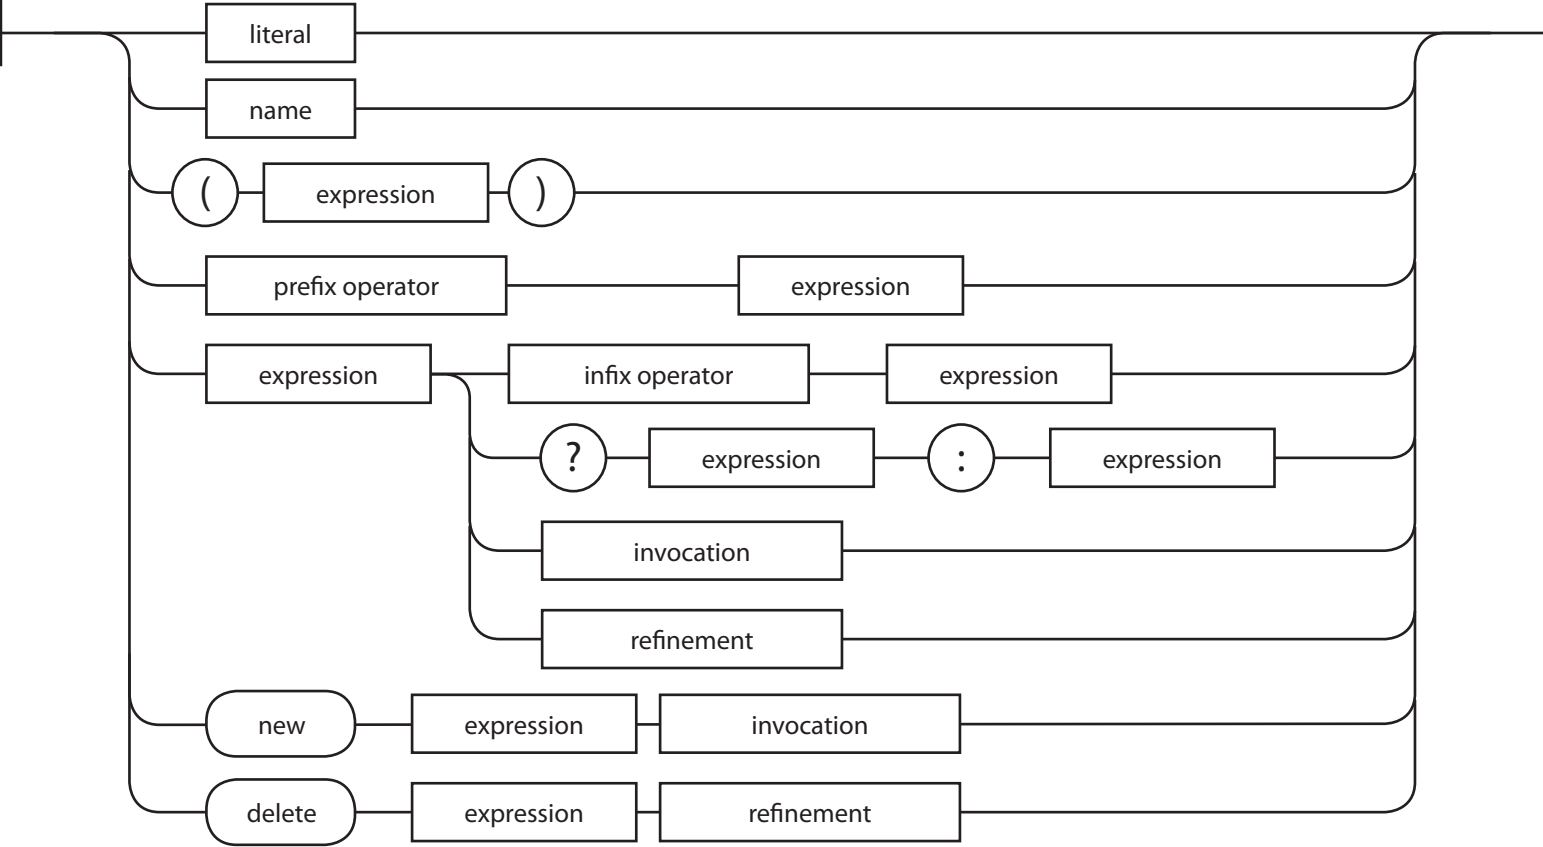 literal
name
( expression )
prefix operator expression
expression infix operator expression
? expression : expression
invocation
refinement
new expression invocation
delete expression refinement